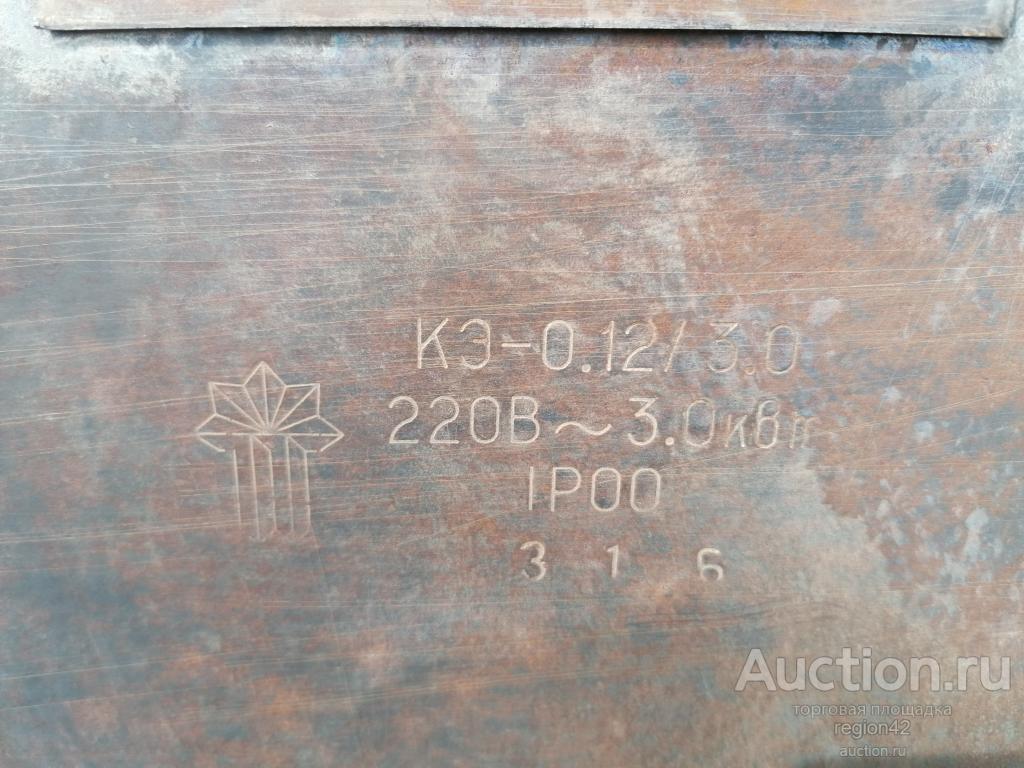 КЭ-0.12/3.0
220В~3.0кВт
IP00
3 1 6
Auction.ru
торговая площадка
region42
auction.ru